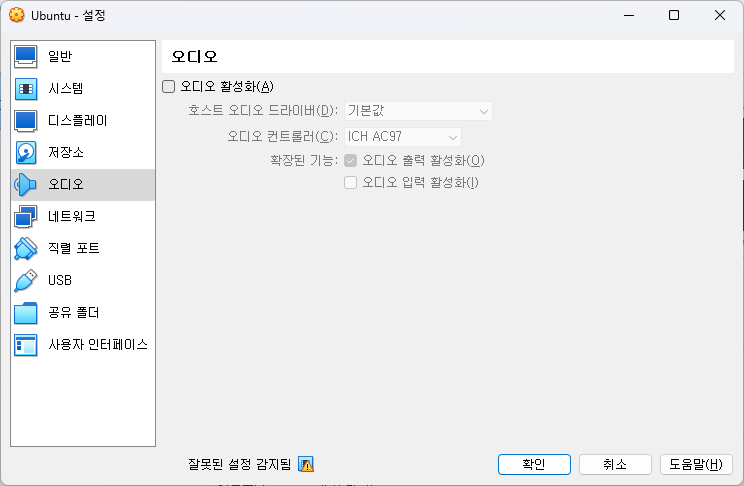 Ubuntu - 설정
일반
시스템
디스플레이
저장소
오디오
네트워크
직렬 포트
USB
공유 폴더
사용자 인터페이스
오디오
오디오 활성화(A)
호스트 오디오 드라이버(D): 기본값
오디오 컨트롤러(C): ICH AC97
확장된 기능: 오디오 출력 활성화(O)
오디오 입력 활성화(I)
잘못된 설정 감지됨
확인 취소 도움말(H)